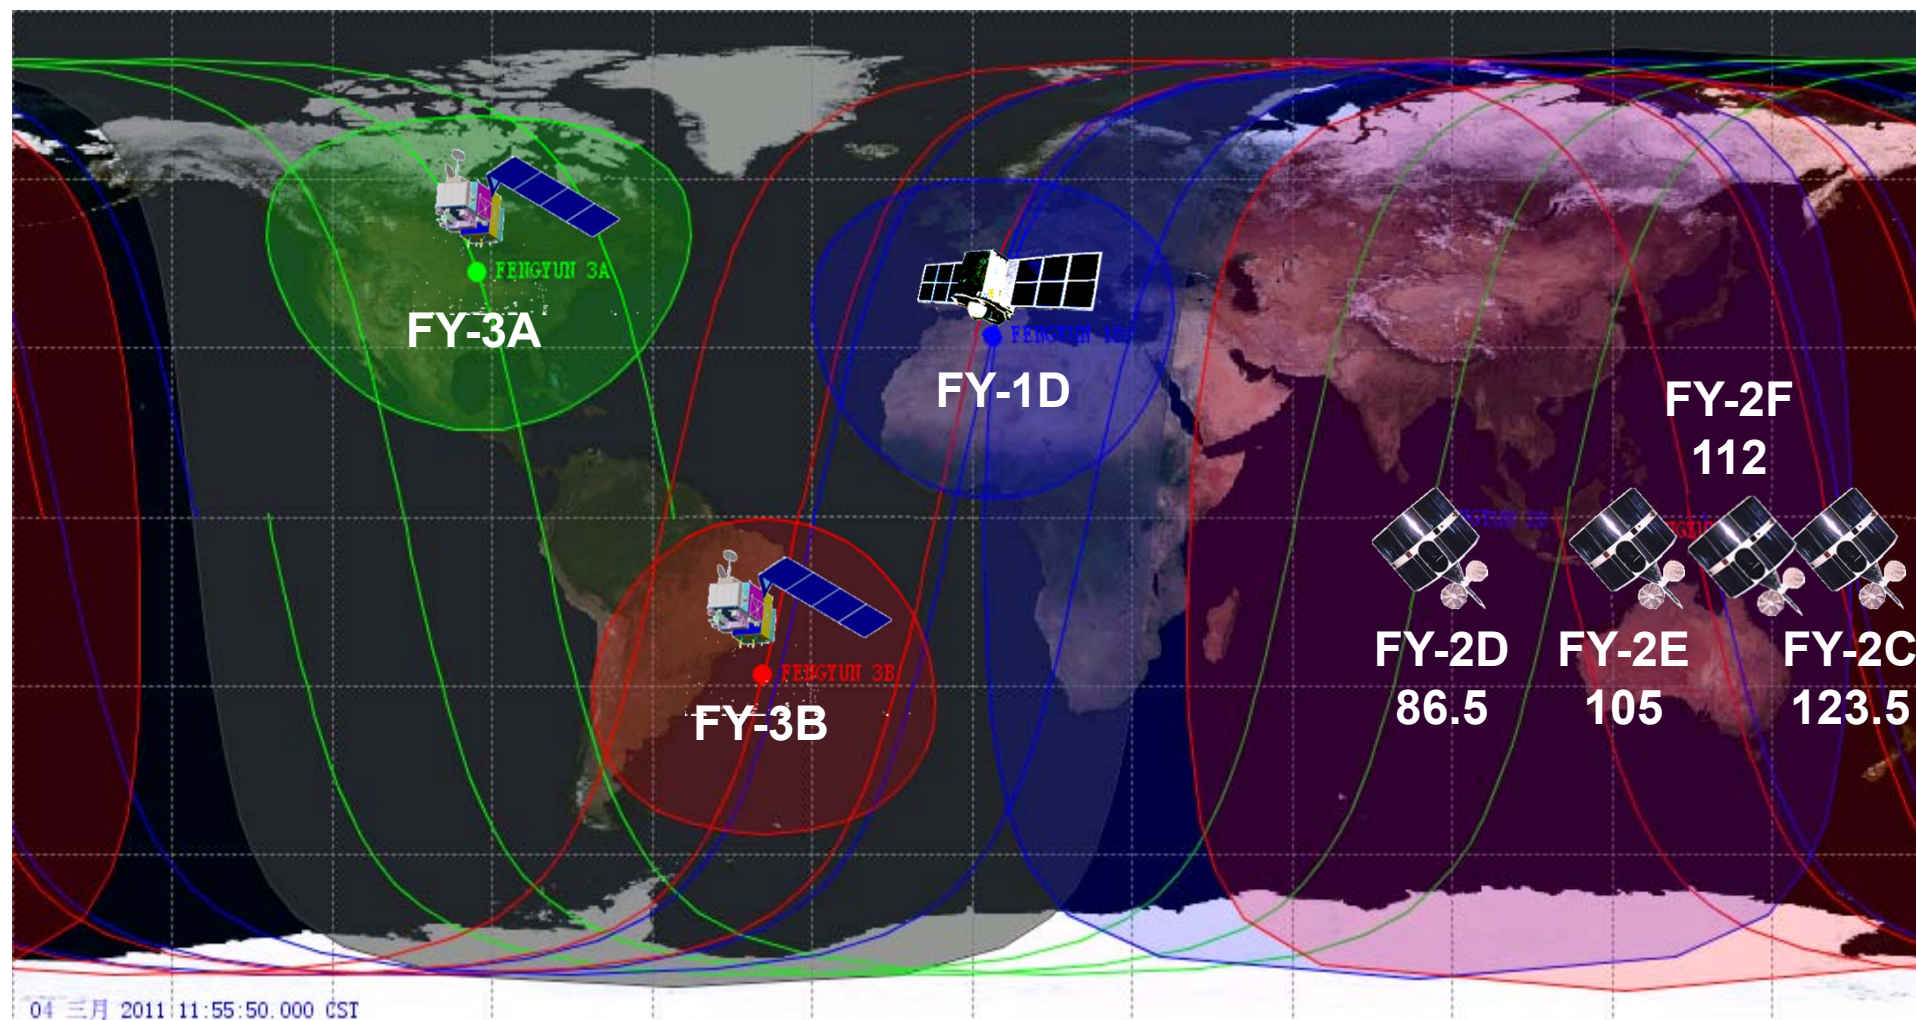 FENGYUN 3A
FY-3A
FENGYUN
FY-1D
FY-2F
112
FENGYUN 3B
FY-3B
FY-2D
86.5
FY-2E
105
FY-2C
123.5
04 三月 2011 11:55:50.000 CST